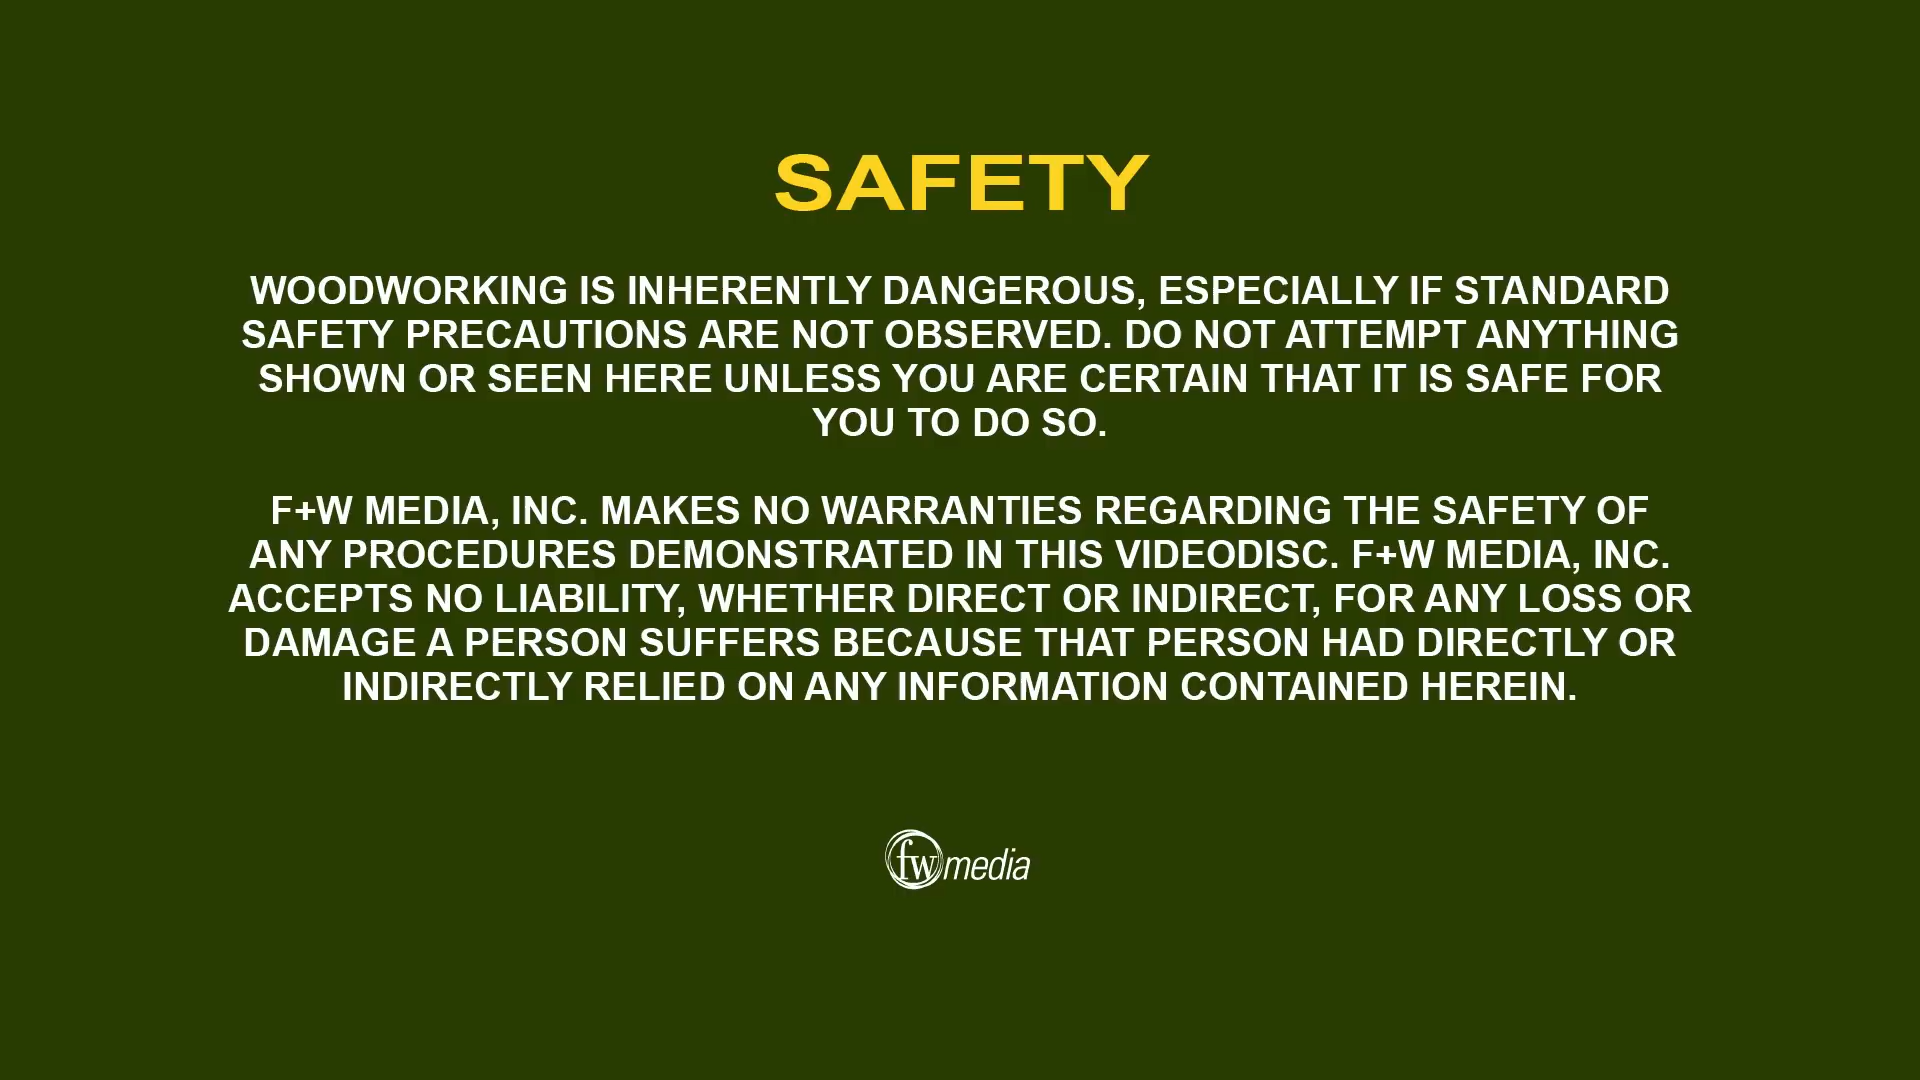 SAFETY
WOODWORKING IS INHERENTLY DANGEROUS, ESPECIALLY IF STANDARD
SAFETY PRECAUTIONS ARE NOT OBSERVED. DO NOT ATTEMPT ANYTHING
SHOWN OR SEEN HERE UNLESS YOU ARE CERTAIN THAT IT IS SAFE FOR
YOU TO DO SO.
F+W MEDIA, INC. MAKES NO WARRANTIES REGARDING THE SAFETY OF
ANY PROCEDURES DEMONSTRATED IN THIS VIDEODISC. F+W MEDIA, INC.
ACCEPTS NO LIABILITY, WHETHER DIRECT OR INDIRECT, FOR ANY LOSS OR
DAMAGE A PERSON SUFFERS BECAUSE THAT PERSON HAD DIRECTLY OR
INDIRECTLY RELIED ON ANY INFORMATION CONTAINED HEREIN.
fw media